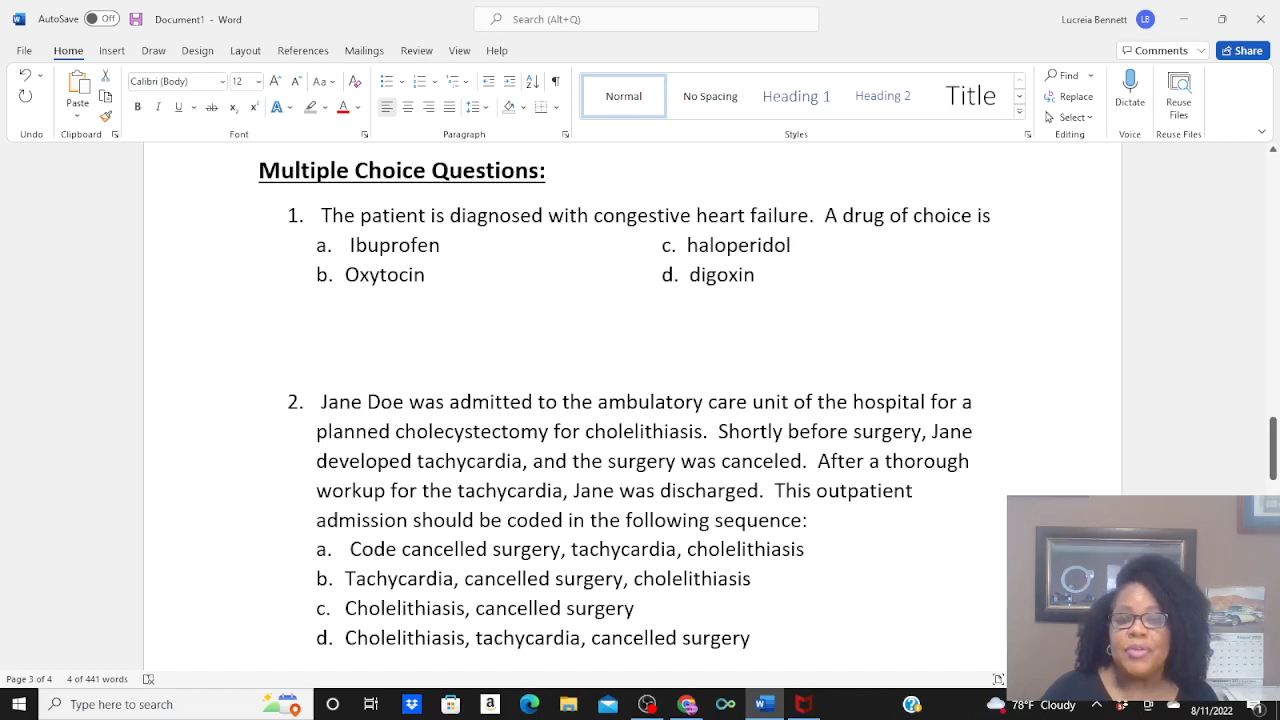 AutoSave Off Document1 - Word Search (Alt+Q) Lucreia Bennett LB
File Home Insert Draw Design Layout References Mailings Review View Help Comments Share
Paste Calibri (Body) 12 Aa Normal No Spacing Heading 1 Heading 2 Title Find Replace Select Dictate Reuse Files
Undo Clipboard Font Paragraph Styles Editing Voice Reuse Files
Multiple Choice Questions:
1. The patient is diagnosed with congestive heart failure. A drug of choice is
a. Ibuprofen c. haloperidol
b. Oxytocin d. digoxin
2. Jane Doe was admitted to the ambulatory care unit of the hospital for a
planned cholecystectomy for cholelithiasis. Shortly before surgery, Jane
developed tachycardia, and the surgery was canceled. After a thorough
workup for the tachycardia, Jane was discharged. This outpatient
admission should be coded in the following sequence:
a. Code cancelled surgery, tachycardia, cholelithiasis
b. Tachycardia, cancelled surgery, cholelithiasis
c. Cholelithiasis, cancelled surgery
d. Cholelithiasis, tachycardia, cancelled surgery
Page 3 of 4 4 of 441 words
Type here to search 78°F Cloudy
8/11/2022